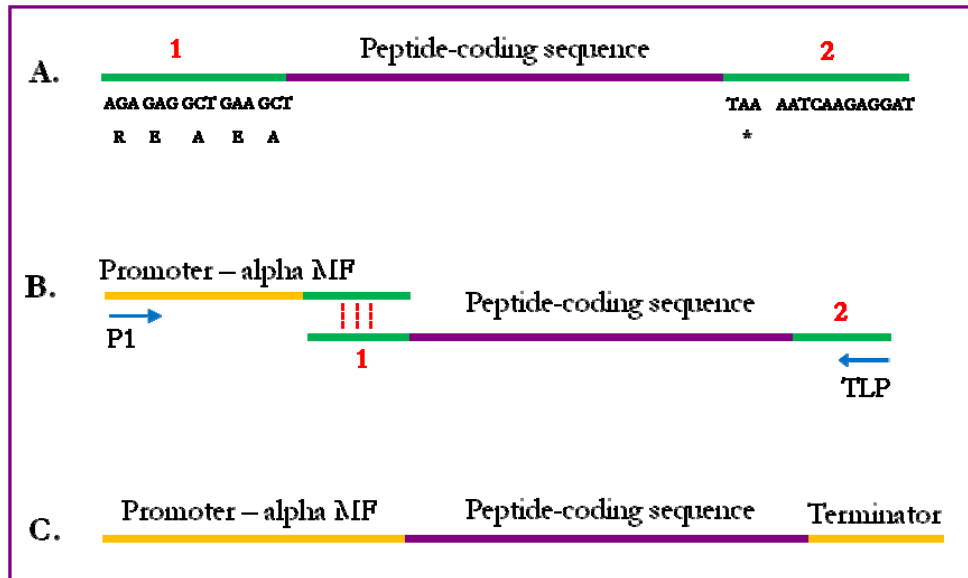 1 Peptide-coding sequence 2
A.
AGA GAG GCT GAA GCT TAA AATCAAGAGGAT
R E A E A *
Promoter – alpha MF
B. Peptide-coding sequence 2
P1
1
TLP
Promoter – alpha MF Peptide-coding sequence Terminator
C.